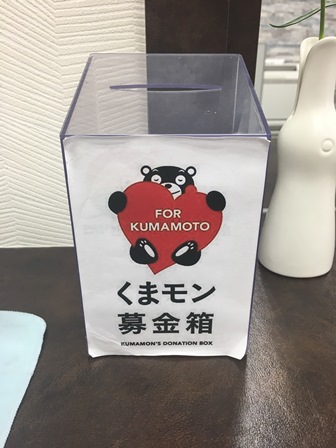 FOR
KUMAMOTO
くまモン
募金箱
KUMAMON'S DONATION BOX